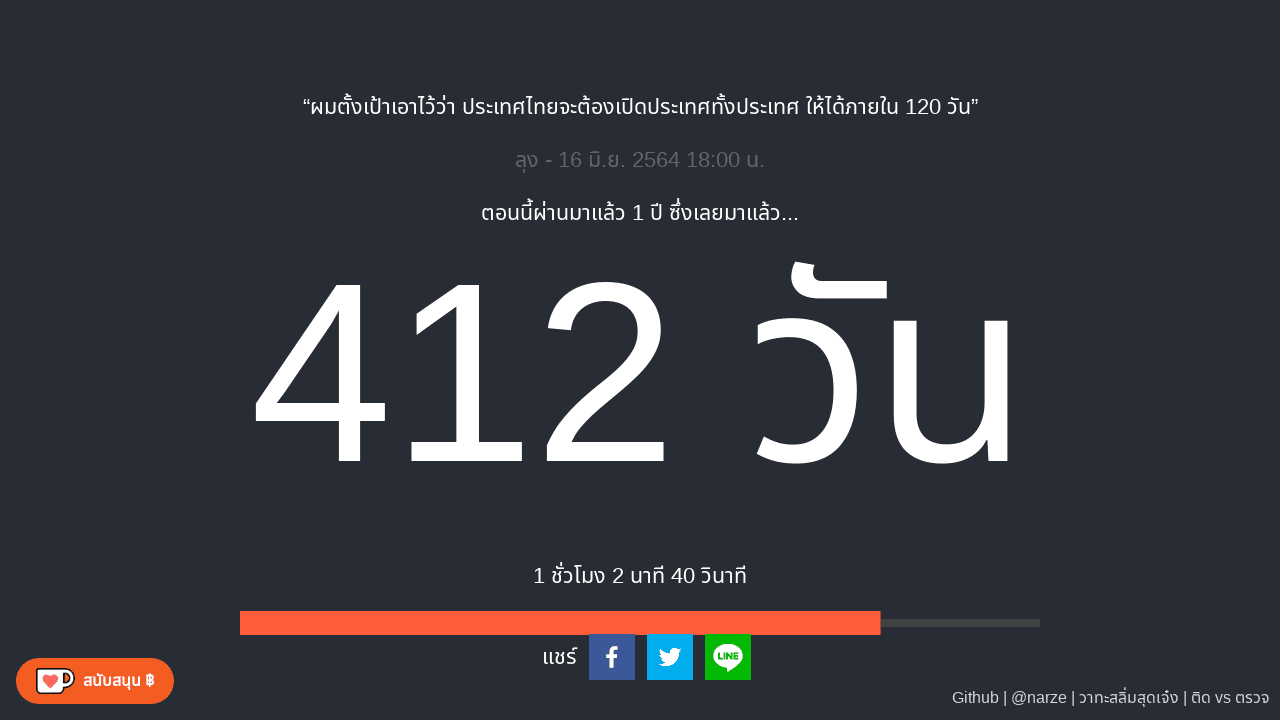 “ผมตั้งเป้าเอาไว้ว่า ประเทศไทยจะต้องเปิดประเทศทั้งประเทศ ให้ได้ภายใน 120 วัน”
ลุง - 16 มิ.ย. 2564 18:00 น.
ตอนนี้ผ่านมาแล้ว 1 ปี ซึ่งเลยมาแล้ว...
412 วัน
1 ชั่วโมง 2 นาที 40 วินาที
แชร์
LINE
สนับสนุน ฿
Github | @narze | วาทะสลิ่มสุดเจ๋ง | ติด vs ตรวจ